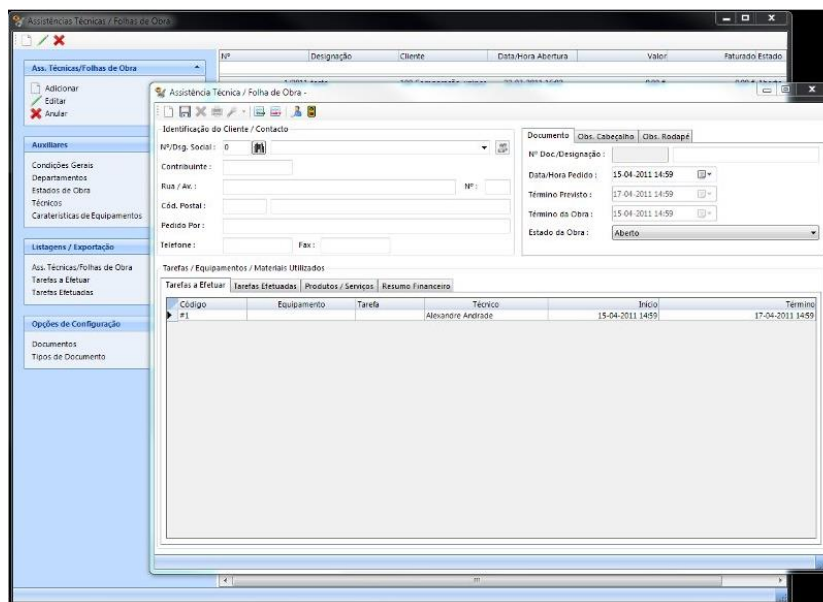 Assistências Técnicas / Folhas de Obra
Nº Designação Cliente Data/Hora Abertura Valor Faturado Estado
Ass. Técnicas/Folhas de Obra
Adicionar
Editar
Anular
Auxiliares
Condições Gerais
Departamentos
Estados de Obra
Técnicos
Caraterísticas de Equipamentos
Listagens / Exportação
Ass. Técnicas/Folhas de Obra
Tarefas a Efetuar
Tarefas Efetuadas
Opções de Configuração
Documentos
Tipos de Documento
Assistência Técnica / Folha de Obra -
Identificação do Cliente / Contacto
Nº/Dsg. Social : 0
Contribuinte :
Rua / Av. : Nº :
Cód. Postal :
Pedido Por :
Telefone : Fax :
Documento Obs. Cabeçalho Obs. Rodapé
Nº Doc./Designação :
Data/Hora Pedido : 15-04-2011 14:59
Término Previsto : 17-04-2011 14:59
Término da Obra : 15-04-2011 14:59
Estado da Obra : Aberto
Tarefas / Equipamentos / Materiais Utilizados
Tarefas a Efetuar Tarefas Efetuadas Produtos / Serviços Resumo Financeiro
Código Equipamento Tarefa Técnico Início Término
#1 Alexandre Andrade 15-04-2011 14:59 17-04-2011 14:59